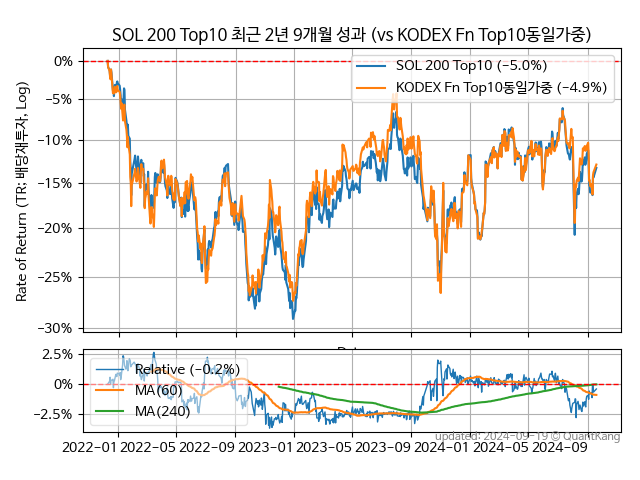 SOL 200 Top10 최근 2년 9개월 성과 (vs KODEX Fn Top10동일가중)
Rate of Return (TR: 배당재투자, Log)
0%
−5%
−10%
−15%
−20%
−25%
−30%
SOL 200 Top10 (−5.0%)
KODEX Fn Top10동일가중 (−4.9%)
2.5%
0%
−2.5%
Relative (−0.2%)
MA(60)
MA(240)
2022−01 2022−05 2022−09 2023−01 2023−05 2023−09 2024−01 2024−05 2024−09
updated: 2024−09−19 © QuantKang